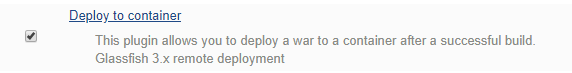 Deploy to container
This plugin allows you to deploy a war to a container after a successful build.
Glassfish 3.x remote deployment